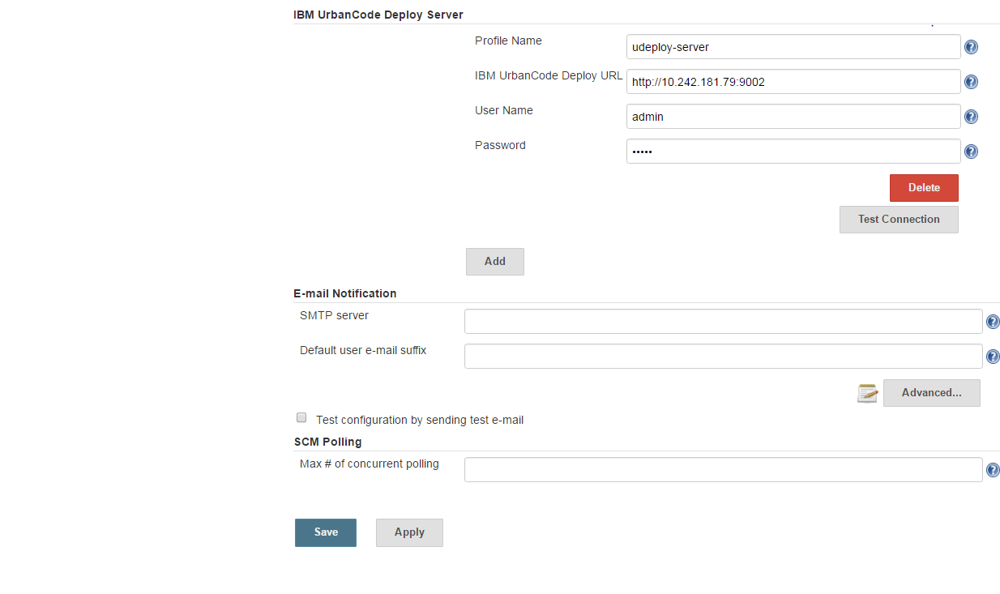 IBM UrbanCode Deploy Server
Profile Name
udeploy-server
IBM UrbanCode Deploy URL
http://10.242.181.79:9002
User Name
admin
Password
•••••
Delete
Test Connection
Add
E-mail Notification
SMTP server
Default user e-mail suffix
Advanced...
Test configuration by sending test e-mail
SCM Polling
Max # of concurrent polling
Save
Apply